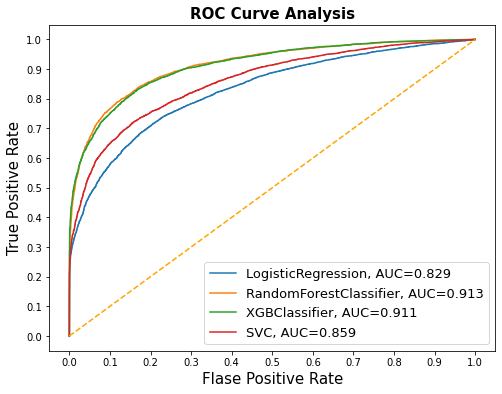 ROC Curve Analysis
1.0
0.9
0.8
0.7
0.6
0.5
0.4
0.3
0.2
0.1
0.0
True Positive Rate
LogisticRegression, AUC=0.829
RandomForestClassifier, AUC=0.913
XGBClassifier, AUC=0.911
SVC, AUC=0.859
0.0 0.1 0.2 0.3 0.4 0.5 0.6 0.7 0.8 0.9 1.0
Flase Positive Rate